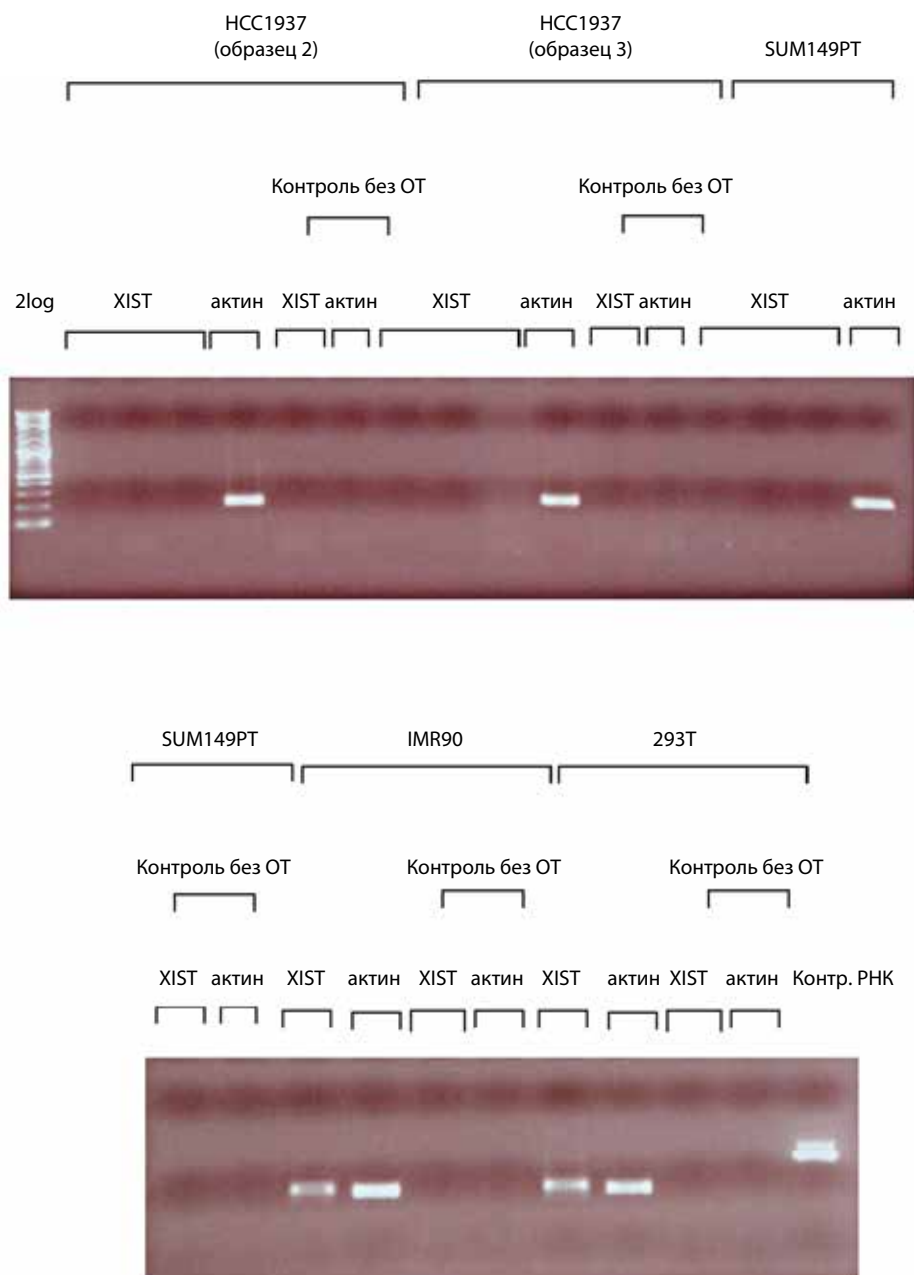 HCC1937
(образец 2)
HCC1937
(образец 3)
SUM149PT
Контроль без ОТ
Контроль без ОТ
2log XIST актин XIST актин XIST актин XIST актин XIST актин
SUM149PT IMR90 293T
Контроль без ОТ Контроль без ОТ Контроль без ОТ
XIST актин XIST актин XIST актин XIST актин XIST актин Контр. РНК